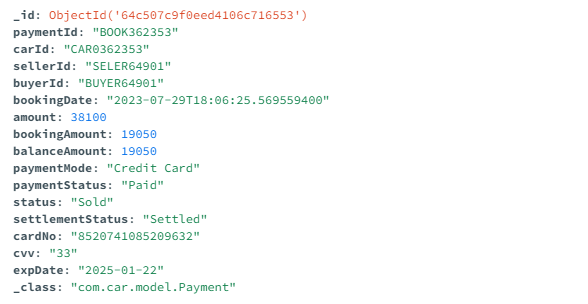 _id: ObjectId('64c507c9f0eed4106c716553')
paymentId: "BOOK362353"
carId: "CAR0362353"
sellerId: "SELER64901"
buyerId: "BUYER64901"
bookingDate: "2023-07-29T18:06:25.569559400"
amount: 38100
bookingAmount: 19050
balanceAmount: 19050
paymentMode: "Credit Card"
paymentStatus: "Paid"
status: "Sold"
settlementStatus: "Settled"
cardNo: "8520741085209632"
cvv: "33"
expDate: "2025-01-22"
_class: "com.car.model.Payment"